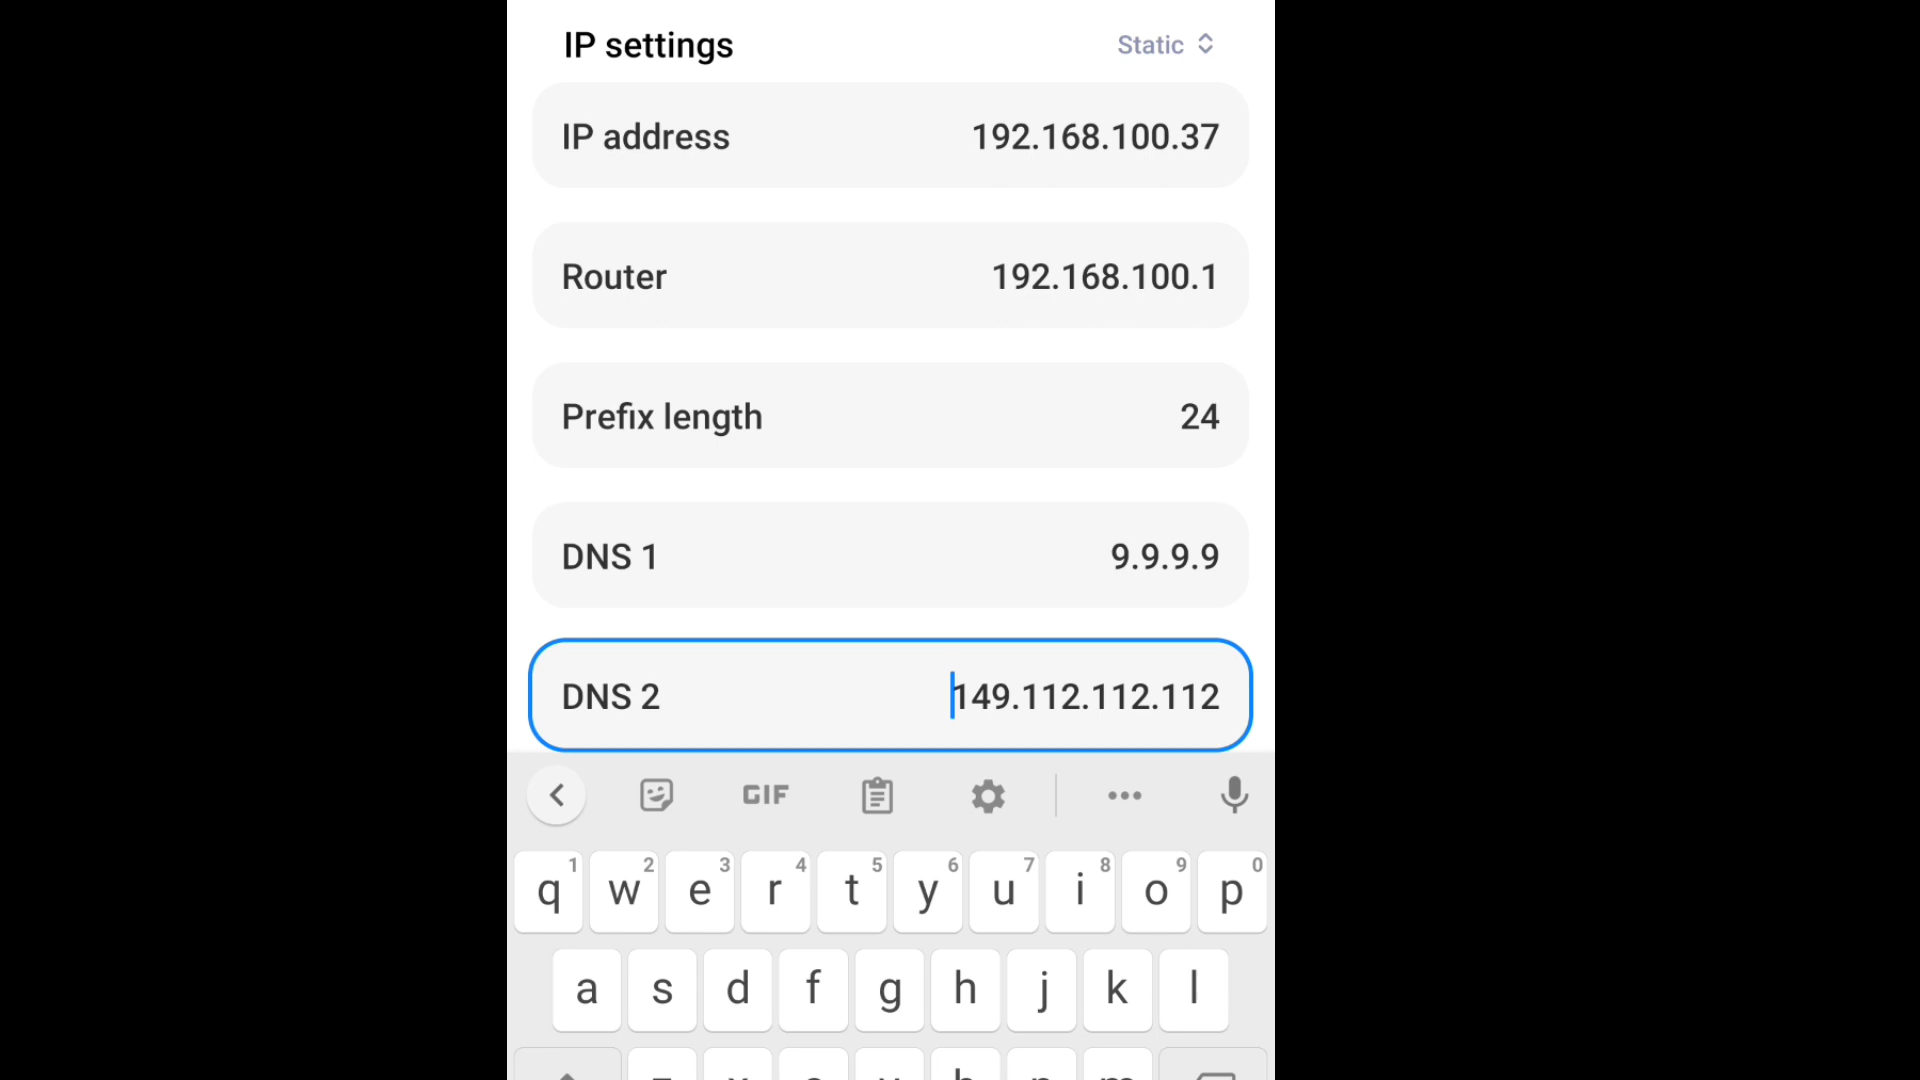 IP settings Static
IP address 192.168.100.37
Router 192.168.100.1
Prefix length 24
DNS 1 9.9.9.9
DNS 2 149.112.112.112
GIF
1 2 3 4 5 6 7 8 9 0
q w e r t y u i o p
a s d f g h j k l